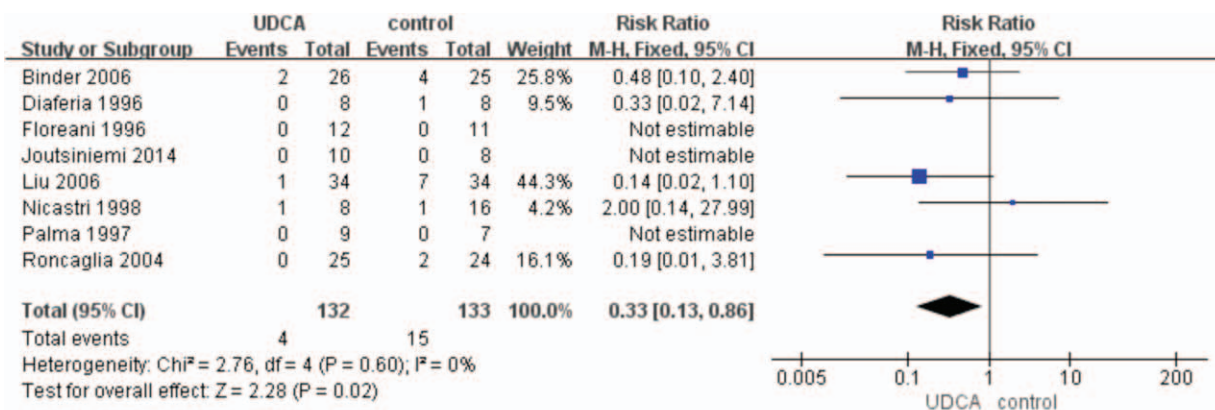 UDCA control Risk Ratio Risk Ratio
Study or Subgroup Events Total Events Total Weight M-H, Fixed, 95% CI M-H, Fixed, 95% CI
Binder 2006 2 26 4 25 25.8% 0.48 [0.10, 2.40]
Diaferia 1996 0 8 1 8 9.5% 0.33 [0.02, 7.14]
Floreani 1996 0 12 0 11 Not estimable
Joutsiniemi 2014 0 10 0 8 Not estimable
Liu 2006 1 34 7 34 44.3% 0.14 [0.02, 1.10]
Nicastri 1998 1 8 1 16 4.2% 2.00 [0.14, 27.99]
Palma 1997 0 9 0 7 Not estimable
Roncaglia 2004 0 25 2 24 16.1% 0.19 [0.01, 3.81]
Total (95% CI) 132 133 100.0% 0.33 [0.13, 0.86]
Total events 4 15
Heterogeneity: Chi² = 2.76, df = 4 (P = 0.60); I² = 0%
Test for overall effect: Z = 2.28 (P = 0.02)
0.005 0.1 1 10 200
UDCA control